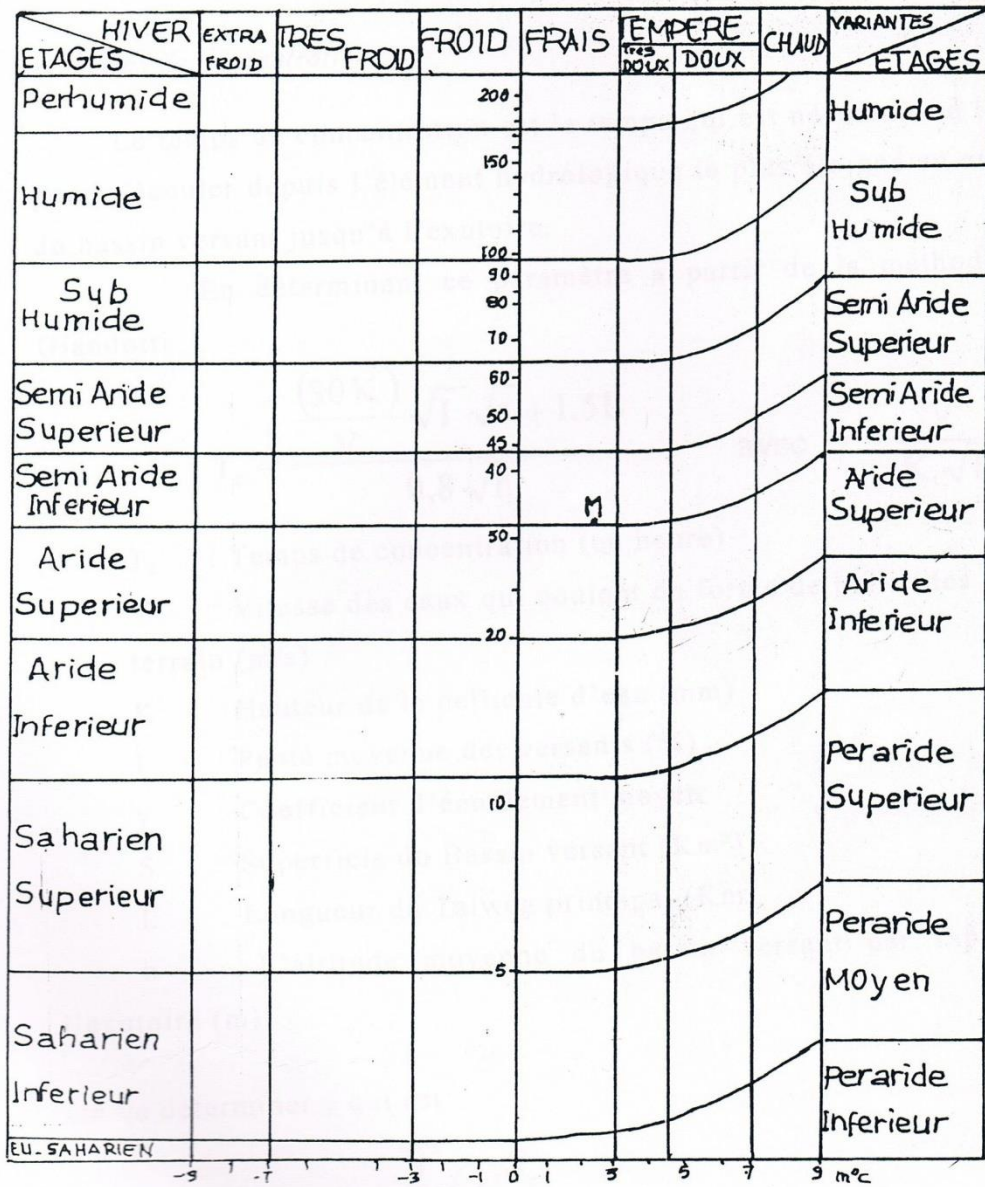 HIVER
ETAGES
EXTRA
FROID
TRES
FROID
FROID
FRAIS
TEMPERE
Tres
DOUX
DOUX
CHAUD
VARIANTES
ETAGES
Perhumide
Humide
Sub
Humide
Semi Aride
Superieur
Semi Aride
Inferieur
Aride
Superieur
Aride
Inferieur
Saharien
Superieur
Saharien
Inferieur
EU_SAHARIEN
200
150
100
90
80
70
60
50
45
40
30
20
10
5
M
Humide
Sub
Humide
Semi Aride
Superieur
Semi Aride
Inferieur
Aride
Superieur
Aride
Inferieur
Peraride
Superieur
Peraride
MOyen
Peraride
Inferieur
-9 -7 -3 -1 0 1 3 5 7 9 m°c